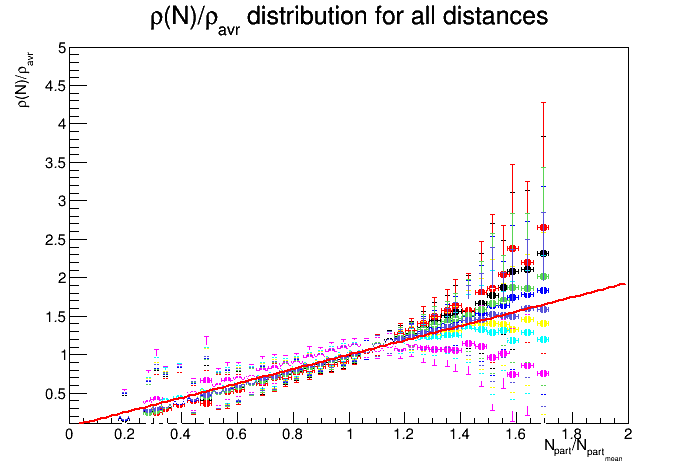 ρ(N)/ρavr distribution for all distances
ρ(N)/ρavr
5
4.5
4
3.5
3
2.5
2
1.5
1
0.5
0 0.2 0.4 0.6 0.8 1 1.2 1.4 1.6 1.8 2
Npart/Npartmean